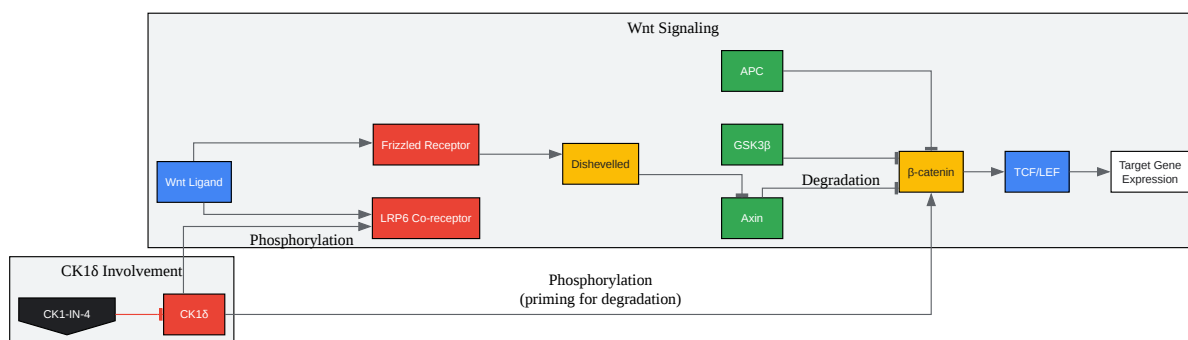 Wnt Signaling
APC
GSK3β
Frizzled Receptor
Dishevelled
Wnt Ligand
Degradation
β-catenin
TCF/LEF
Target Gene
Expression
LRP6 Co-receptor
Axin
Phosphorylation
CK1δ Involvement
Phosphorylation
(priming for degradation)
CK1-IN-4
CK1δ